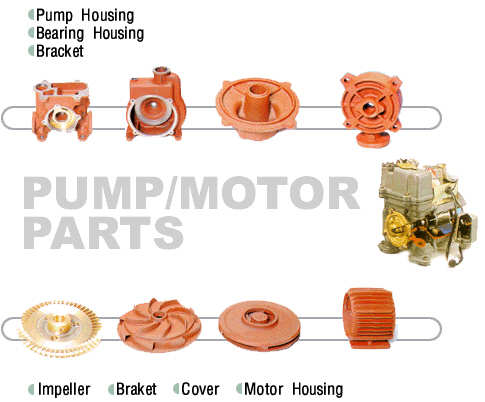 Pump Housing
Bearing Housing
Bracket
PUMP/MOTOR
PARTS
Impeller Braket Cover Motor Housing